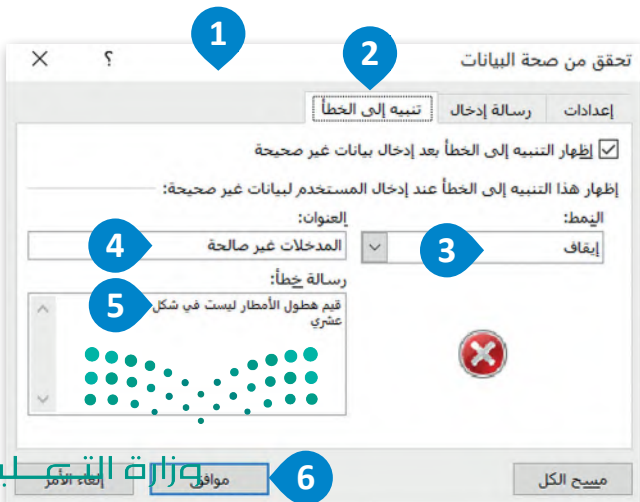 1
2
تحقق من صحة البيانات
؟
إعدادات
رسالة إدخال
تنبيه إلى الخطأ
إظهار التنبيه إلى الخطأ بعد إدخال بيانات غير صحيحة
إظهار هذا التنبيه إلى الخطأ عند إدخال المستخدم لبيانات غير صحيحة:
النمط:
العنوان:
إيقاف
3
المدخلات غير صالحة
4
رسالة خطأ:
قيم هطول الأمطار ليست في شكل
عشري
5
مسح الكل
6
موافق
إلغاء الأمر
وزارة التعليـ